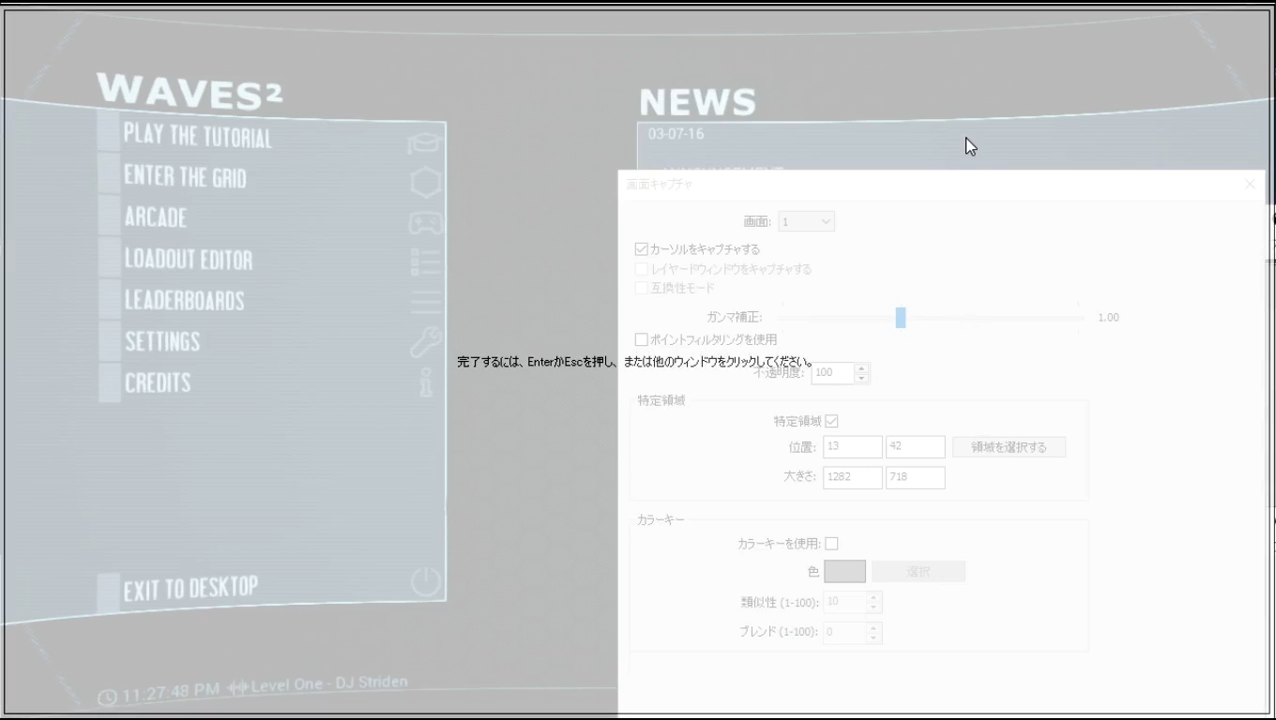 WAVES²
PLAY THE TUTORIAL
ENTER THE GRID
ARCADE
LOADOUT EDITOR
LEADERBOARDS
SETTINGS
CREDITS
EXIT TO DESKTOP
11:27:48 PM Level One - DJ Striden
NEWS
03-07-16
画面キャプチャ
画面: 1
カーソルをキャプチャする
レイヤードウィンドウをキャプチャする
互換性モード
ガンマ補正: 1.00
ポイントフィルタリングを使用
完了するには、EnterかEscを押し、または他のウィンドウをクリックしてください。
不透明度: 100
特定領域
特定領域
位置: 13 42 領域を選択する
大きさ: 1282 718
カラーキー
カラーキーを使用:
色 選択
類似性 (1-100): 10
ブレンド (1-100): 0